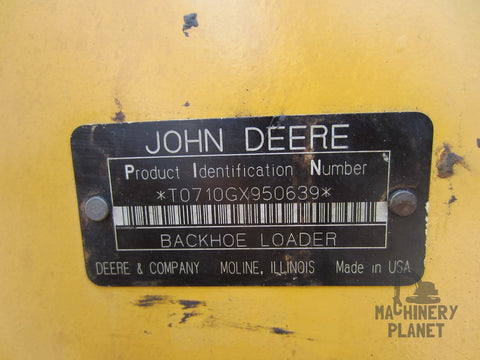 JOHN DEERE
Product Identification Number
*T0710GX950639*
BACKHOE LOADER
DEERE & COMPANY MOLINE, ILLINOIS Made in USA
MACHINERY
PLANET